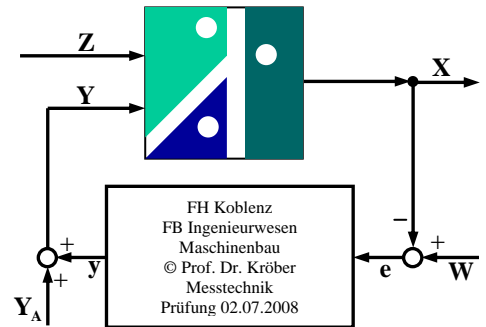 Z
X
Y
FH Koblenz
FB Ingenieurwesen
Maschinenbau
© Prof. Dr. Kröber
Messtechnik
Prüfung 02.07.2008
−
+
+
y
e
W
+
Y_A